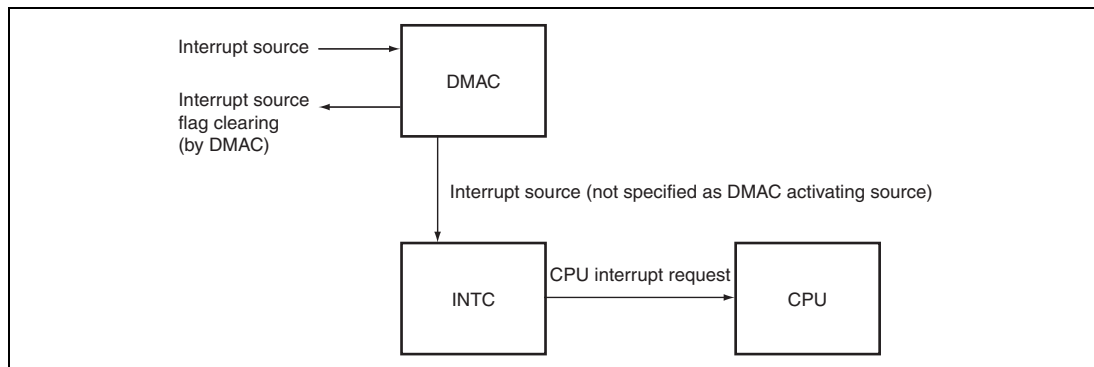 Interrupt source
DMAC
Interrupt source
flag clearing
(by DMAC)
Interrupt source (not specified as DMAC activating source)
INTC
CPU interrupt request
CPU